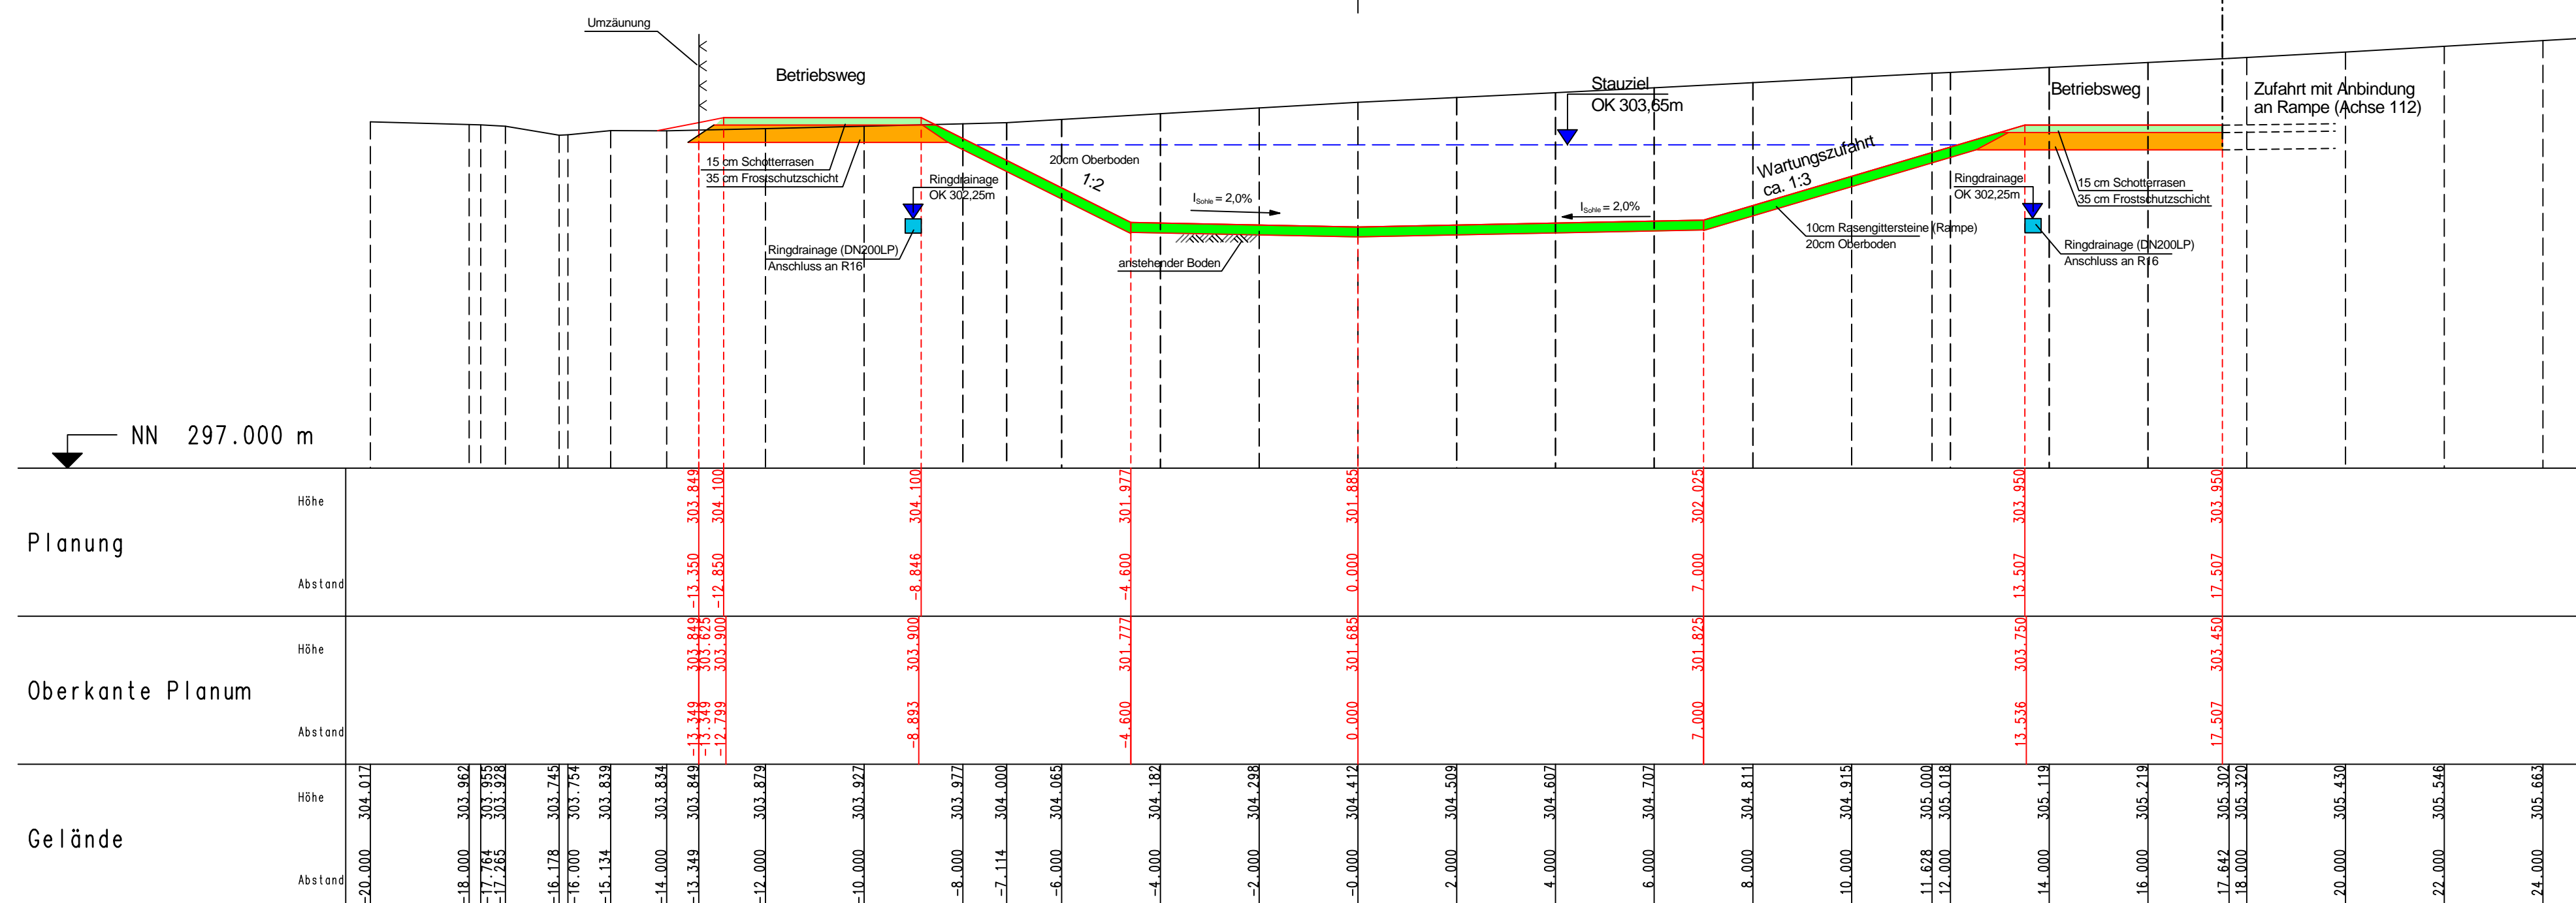 Umzäunung
Betriebsweg
Stauziel
OK 303,65m
Betriebsweg
Zufahrt mit Anbindung
an Rampe (Achse 112)
15 cm Schotterrasen
35 cm Frostschutzschicht
20cm Oberboden
1:2
Wartungszufahrt
ca. 1:3
Ringdrainage
OK 302,25m
ISohle = 2,0%
ISohle = 2,0%
Ringdrainage
OK 302,25m
15 cm Schotterrasen
35 cm Frostschutzschicht
Ringdrainage (DN200LP)
Anschluss an R16
anstehender Boden
10cm Rasengittersteine (Rampe)
20cm Oberboden
Ringdrainage (DN200LP)
Anschluss an R16
NN 297.000 m
Planung
Höhe
303.849 304.100 304.100 301.977 301.885 302.025 303.950 303.950
Abstand
-13.350 -12.850 -8.846 -4.600 0.000 7.000 13.507 17.507
Oberkante Planum
Höhe
303.849 303.625 303.900 303.900 301.777 301.685 301.825 303.750 303.450
Abstand
-13.349 -13.349 -12.799 -8.893 -4.600 0.000 7.000 13.536 17.507
Gelände
Höhe
304.017 303.962 303.955 303.928 303.745 303.754 303.839 303.834 303.849 303.879 303.927 303.977 304.000 304.065 304.182 304.298 304.412 304.509 304.607 304.707 304.811 304.915 305.000 305.018 305.119 305.219 305.302 305.320 305.430 305.546 305.663
Abstand
-20.000 -18.000 -17.764 -17.265 -16.178 -16.000 -15.134 -14.000 -13.349 -12.000 -10.000 -8.000 -7.114 -6.000 -4.000 -2.000 -0.000 2.000 4.000 6.000 8.000 10.000 11.628 12.000 14.000 16.000 17.642 18.000 20.000 22.000 24.000